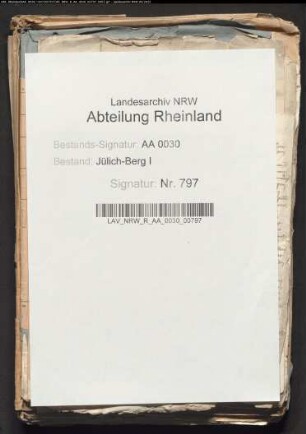 Landesarchiv NRW
Abteilung Rheinland
Bestands-Signatur: AA 0030
Bestand: Jülich-Berg I
Signatur: Nr. 797
LAV_NRW_R_AA_0030_00797